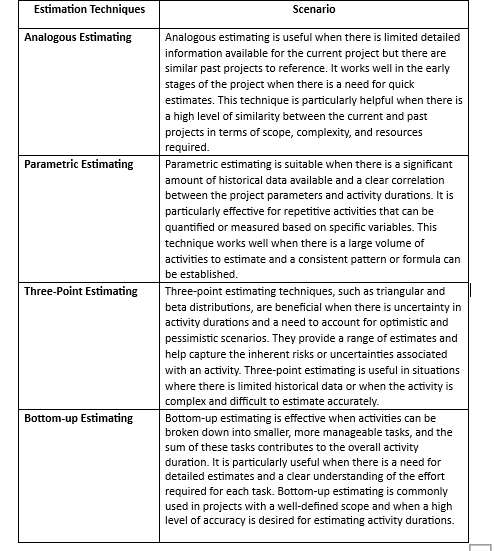 Estimation Techniques Scenario
Analogous Estimating
Analogous estimating is useful when there is limited detailed
information available for the current project but there are
similar past projects to reference. It works well in the early
stages of the project when there is a need for quick
estimates. This technique is particularly helpful when there is
a high level of similarity between the current and past
projects in terms of scope, complexity, and resources
required.
Parametric Estimating
Parametric estimating is suitable when there is a significant
amount of historical data available and a clear correlation
between the project parameters and activity durations. It is
particularly effective for repetitive activities that can be
quantified or measured based on specific variables. This
technique works well when there is a large volume of
activities to estimate and a consistent pattern or formula can
be established.
Three-Point Estimating
Three-point estimating techniques, such as triangular and
beta distributions, are beneficial when there is uncertainty in
activity durations and a need to account for optimistic and
pessimistic scenarios. They provide a range of estimates and
help capture the inherent risks or uncertainties associated
with an activity. Three-point estimating is useful in situations
where there is limited historical data or when the activity is
complex and difficult to estimate accurately.
Bottom-up Estimating
Bottom-up estimating is effective when activities can be
broken down into smaller, more manageable tasks, and the
sum of these tasks contributes to the overall activity
duration. It is particularly useful when there is a need for
detailed estimates and a clear understanding of the effort
required for each task. Bottom-up estimating is commonly
used in projects with a well-defined scope and when a high
level of accuracy is desired for estimating activity durations.